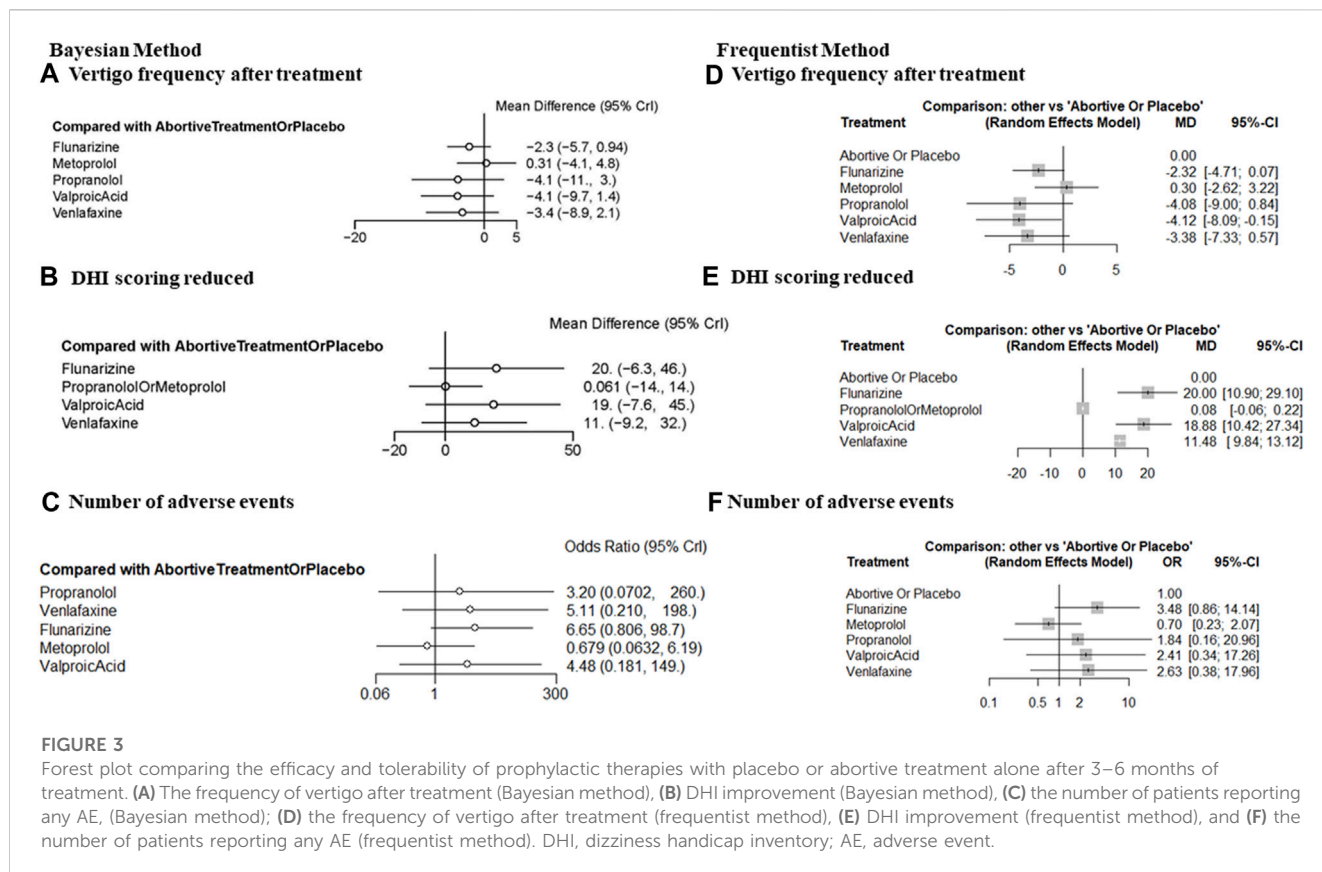 Bayesian Method
A Vertigo frequency after treatment
Mean Difference (95% CrI)
Compared with AbortiveTreatmentOrPlacebo
Flunarizine −2.3 (−5.7, 0.94)
Metoprolol 0.31 (−4.1, 4.8)
Propranolol −4.1 (−11., 3.)
ValproicAcid −4.1 (−9.7, 1.4)
Venlafaxine −3.4 (−8.9, 2.1)
−20 0 5
B DHI scoring reduced
Mean Difference (95% CrI)
Compared with AbortiveTreatmentOrPlacebo
Flunarizine 20. (−6.3, 46.)
PropranololOrMetoprolol 0.061 (−14., 14.)
ValproicAcid 19. (−7.6, 45.)
Venlafaxine 11. (−9.2, 32.)
−20 0 50
C Number of adverse events
Odds Ratio (95% CrI)
Compared with AbortiveTreatmentOrPlacebo
Propranolol 3.20 (0.0702, 260.)
Venlafaxine 5.11 (0.210, 198.)
Flunarizine 6.65 (0.806, 98.7)
Metoprolol 0.679 (0.0632, 6.19)
ValproicAcid 4.48 (0.181, 149.)
0.06 1 300
Frequentist Method
D Vertigo frequency after treatment
Comparison: other vs 'Abortive Or Placebo'
Treatment (Random Effects Model) MD 95%-CI
Abortive Or Placebo 0.00
Flunarizine -2.32 [-4.71; 0.07]
Metoprolol 0.30 [-2.62; 3.22]
Propranolol -4.08 [-9.00; 0.84]
ValproicAcid -4.12 [-8.09; -0.15]
Venlafaxine -3.38 [-7.33; 0.57]
-5 0 5
E DHI scoring reduced
Comparison: other vs 'Abortive Or Placebo'
Treatment (Random Effects Model) MD 95%-CI
Abortive Or Placebo 0.00
Flunarizine 20.00 [10.90; 29.10]
PropranololOrMetoprolol 0.08 [-0.06; 0.22]
ValproicAcid 18.88 [10.42; 27.34]
Venlafaxine 11.48 [ 9.84; 13.12]
-20 -10 0 10 20
F Number of adverse events
Comparison: other vs 'Abortive Or Placebo'
Treatment (Random Effects Model) OR 95%-CI
Abortive Or Placebo 1.00
Flunarizine 3.48 [0.86; 14.14]
Metoprolol 0.70 [0.23; 2.07]
Propranolol 1.84 [0.16; 20.96]
ValproicAcid 2.41 [0.34; 17.26]
Venlafaxine 2.63 [0.38; 17.96]
0.1 0.5 1 2 10
FIGURE 3
Forest plot comparing the efficacy and tolerability of prophylactic therapies with placebo or abortive treatment alone after 3–6 months of
treatment. (A) The frequency of vertigo after treatment (Bayesian method), (B) DHI improvement (Bayesian method), (C) the number of patients reporting
any AE, (Bayesian method); (D) the frequency of vertigo after treatment (frequentist method), (E) DHI improvement (frequentist method), and (F) the
number of patients reporting any AE (frequentist method). DHI, dizziness handicap inventory; AE, adverse event.